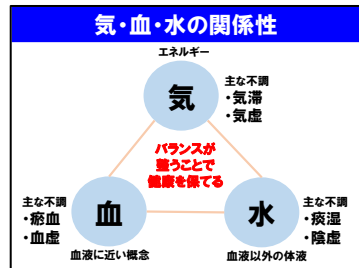 気・血・水の関係性
エネルギー
気
主な不調
・気滞
・気虚
バランスが
整うことで
健康を保てる
主な不調
・瘀血
・血虚
血
血液に近い概念
水
主な不調
・痰湿
・陰虚
血液以外の体液